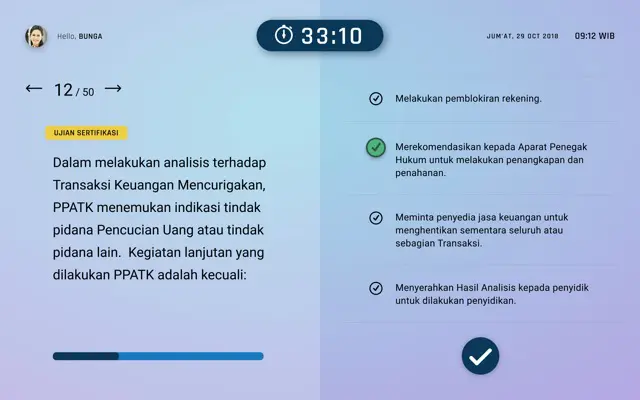 Hello, BUNGA
33:10
JUM'AT, 29 OCT 2018 09:12 WIB
12 / 50
UJIAN SERTIFIKASI
Dalam melakukan analisis terhadap
Transaksi Keuangan Mencurigakan,
PPATK menemukan indikasi tindak
pidana Pencucian Uang atau tindak
pidana lain. Kegiatan lanjutan yang
dilakukan PPATK adalah kecuali:
Melakukan pemblokiran rekening.
Merekomendasikan kepada Aparat Penegak
Hukum untuk melakukan penangkapan dan
penahanan.
Meminta penyedia jasa keuangan untuk
menghentikan sementara seluruh atau
sebagian Transaksi.
Menyerahkan Hasil Analisis kepada penyidik
untuk dilakukan penyidikan.